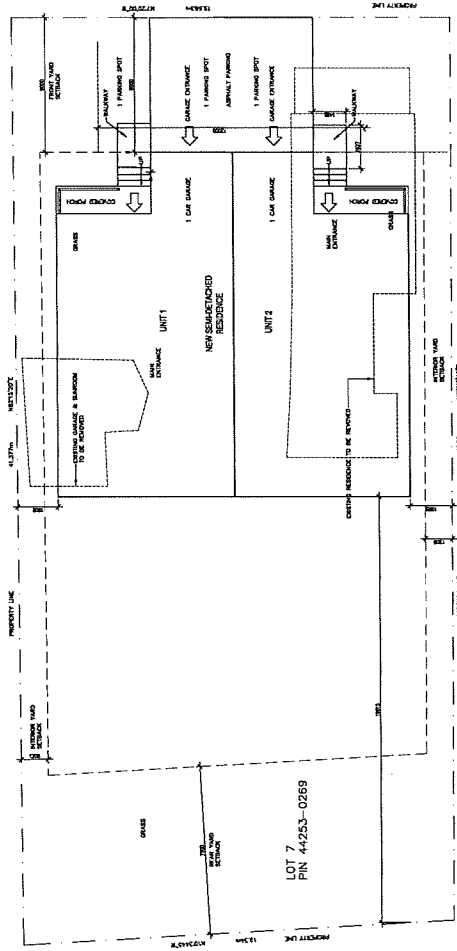 PROPERTY LINE
FRONT YARD
SETBACK
1 PARKING SPOT
WALKWAY
GARAGE ENTRANCE
1 PARKING SPOT
ASPHALT PARKING
GARAGE ENTRANCE
1 PARKING SPOT
WALKWAY
UP
UP
COVERED PORCH
COVERED PORCH
GRASS
GRASS
1 CAR GARAGE
1 CAR GARAGE
MAIN
ENTRANCE
UNIT 1
NEW SEMI-DETACHED
RESIDENCE
UNIT 2
MAIN
ENTRANCE
EXISTING GARAGE & SUNROOM
TO BE REMOVED
EXISTING RESIDENCE TO BE REMOVED
INTERIOR YARD
SETBACK
PROPERTY LINE
41.377m
INTERIOR YARD
SETBACK
GRASS
REAR YARD
SETBACK
LOT 7
PIN 44253-0269
PROPERTY LINE